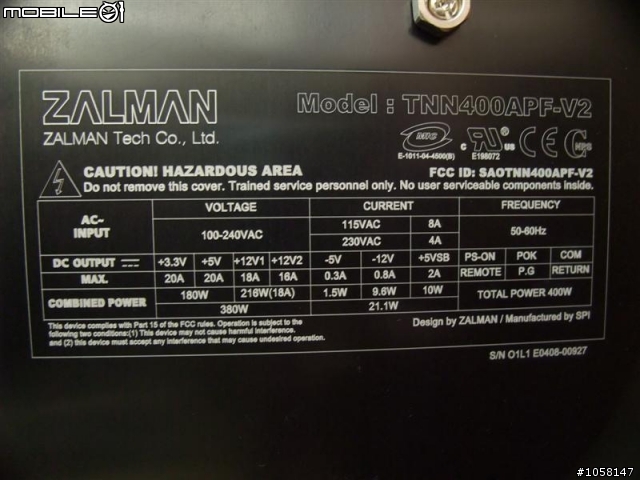 MOBILE01
ZALMAN Model : TNN400APF-V2
ZALMAN Tech Co., Ltd.
MIC c RU US CE
E-1011-04-4500(B) E198072
CAUTION! HAZARDOUS AREA FCC ID: SAOTNN400APF-V2
Do not remove this cover. Trained service personnel only. No user serviceable components inside.
AC~ INPUT VOLTAGE CURRENT FREQUENCY
100-240VAC 115VAC 8A 50-60Hz
230VAC 4A
DC OUTPUT +3.3V +5V +12V1 +12V2 -5V -12V +5VSB PS-ON POK COM
MAX. 20A 20A 18A 16A 0.3A 0.8A 2A REMOTE P.G RETURN
COMBINED POWER 180W 216W(18A) 1.5W 9.6W 10W TOTAL POWER 400W
380W 21.1W
This device complies with Part 15 of the FCC rules. Operation is subject to the
following two conditions:(1) This device may not cause harmful interference.
and (2) this device must accept any interference that may cause undesired operation.
Design by ZALMAN / Manufactured by SPI
S/N O1L1 E0406-00927
#1058147